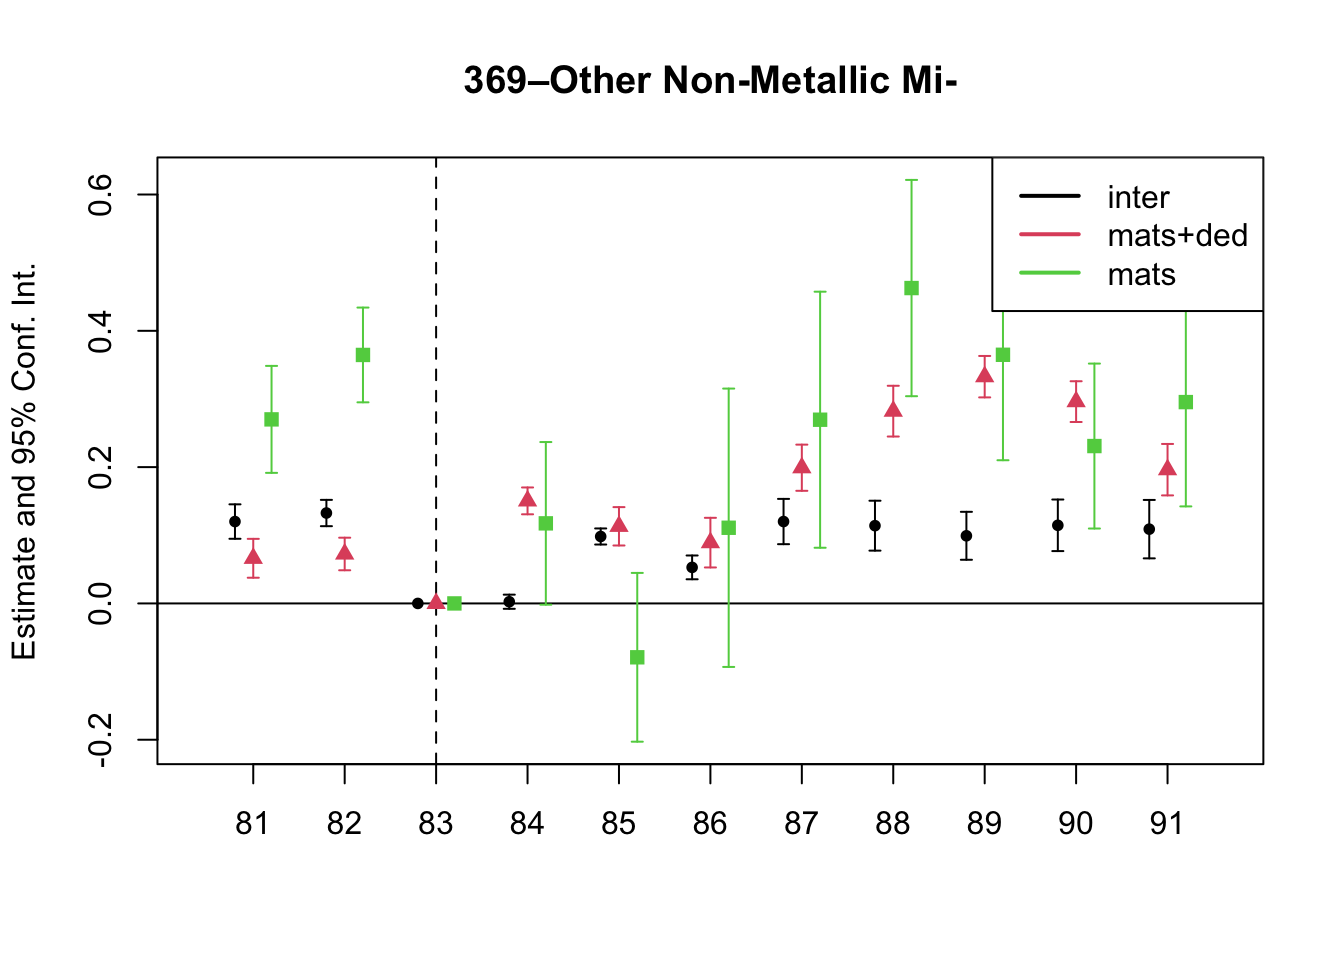 369–Other Non-Metallic Mi-
Estimate and 95% Conf. Int.
0.6
0.4
0.2
0.0
-0.2
inter
mats+ded
mats
81 82 83 84 85 86 87 88 89 90 91